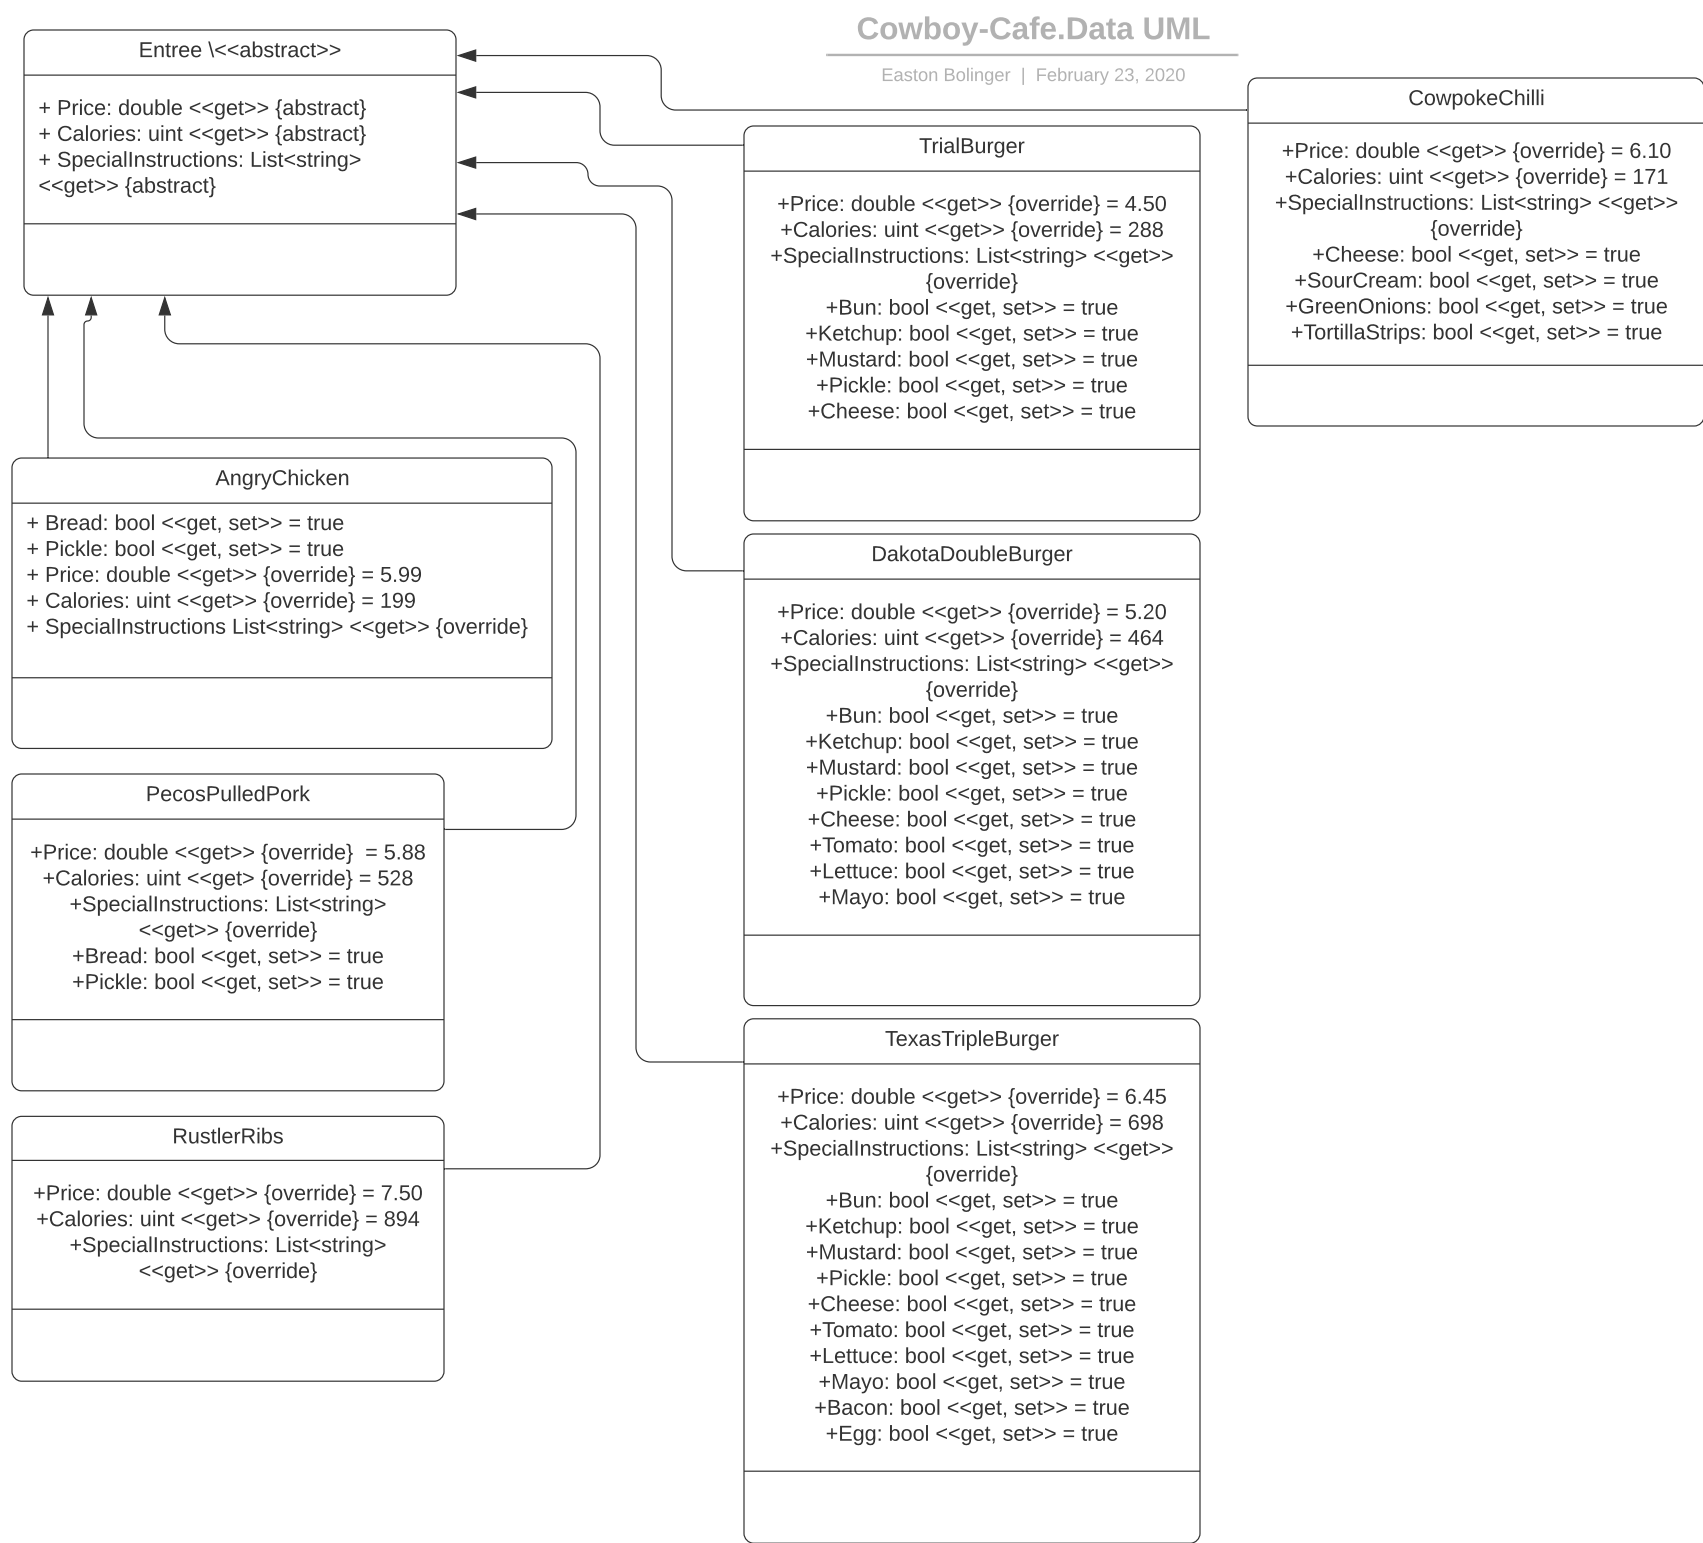 Cowboy-Cafe.Data UML
Easton Bolinger | February 23, 2020
Entree \<<abstract>>
+ Price: double <<get>> {abstract}
+ Calories: uint <<get>> {abstract}
+ SpecialInstructions: List<string>
<<get>> {abstract}
AngryChicken
+ Bread: bool <<get, set>> = true
+ Pickle: bool <<get, set>> = true
+ Price: double <<get>> {override} = 5.99
+ Calories: uint <<get>> {override} = 199
+ SpecialInstructions List<string> <<get>> {override}
PecosPulledPork
+Price: double <<get>> {override}  = 5.88
+Calories: uint <<get> {override} = 528
+SpecialInstructions: List<string>
<<get>> {override}
+Bread: bool <<get, set>> = true
+Pickle: bool <<get, set>> = true
RustlerRibs
+Price: double <<get>> {override} = 7.50
+Calories: uint <<get>> {override} = 894
+SpecialInstructions: List<string>
<<get>> {override}
TrialBurger
+Price: double <<get>> {override} = 4.50
+Calories: uint <<get>> {override} = 288
+SpecialInstructions: List<string> <<get>>
{override}
+Bun: bool <<get, set>> = true
+Ketchup: bool <<get, set>> = true
+Mustard: bool <<get, set>> = true
+Pickle: bool <<get, set>> = true
+Cheese: bool <<get, set>> = true
DakotaDoubleBurger
+Price: double <<get>> {override} = 5.20
+Calories: uint <<get>> {override} = 464
+SpecialInstructions: List<string> <<get>>
{override}
+Bun: bool <<get, set>> = true
+Ketchup: bool <<get, set>> = true
+Mustard: bool <<get, set>> = true
+Pickle: bool <<get, set>> = true
+Cheese: bool <<get, set>> = true
+Tomato: bool <<get, set>> = true
+Lettuce: bool <<get, set>> = true
+Mayo: bool <<get, set>> = true
TexasTripleBurger
+Price: double <<get>> {override} = 6.45
+Calories: uint <<get>> {override} = 698
+SpecialInstructions: List<string> <<get>>
{override}
+Bun: bool <<get, set>> = true
+Ketchup: bool <<get, set>> = true
+Mustard: bool <<get, set>> = true
+Pickle: bool <<get, set>> = true
+Cheese: bool <<get, set>> = true
+Tomato: bool <<get, set>> = true
+Lettuce: bool <<get, set>> = true
+Mayo: bool <<get, set>> = true
+Bacon: bool <<get, set>> = true
+Egg: bool <<get, set>> = true
CowpokeChilli
+Price: double <<get>> {override} = 6.10
+Calories: uint <<get>> {override} = 171
+SpecialInstructions: List<string> <<get>>
{override}
+Cheese: bool <<get, set>> = true
+SourCream: bool <<get, set>> = true
+GreenOnions: bool <<get, set>> = true
+TortillaStrips: bool <<get, set>> = true